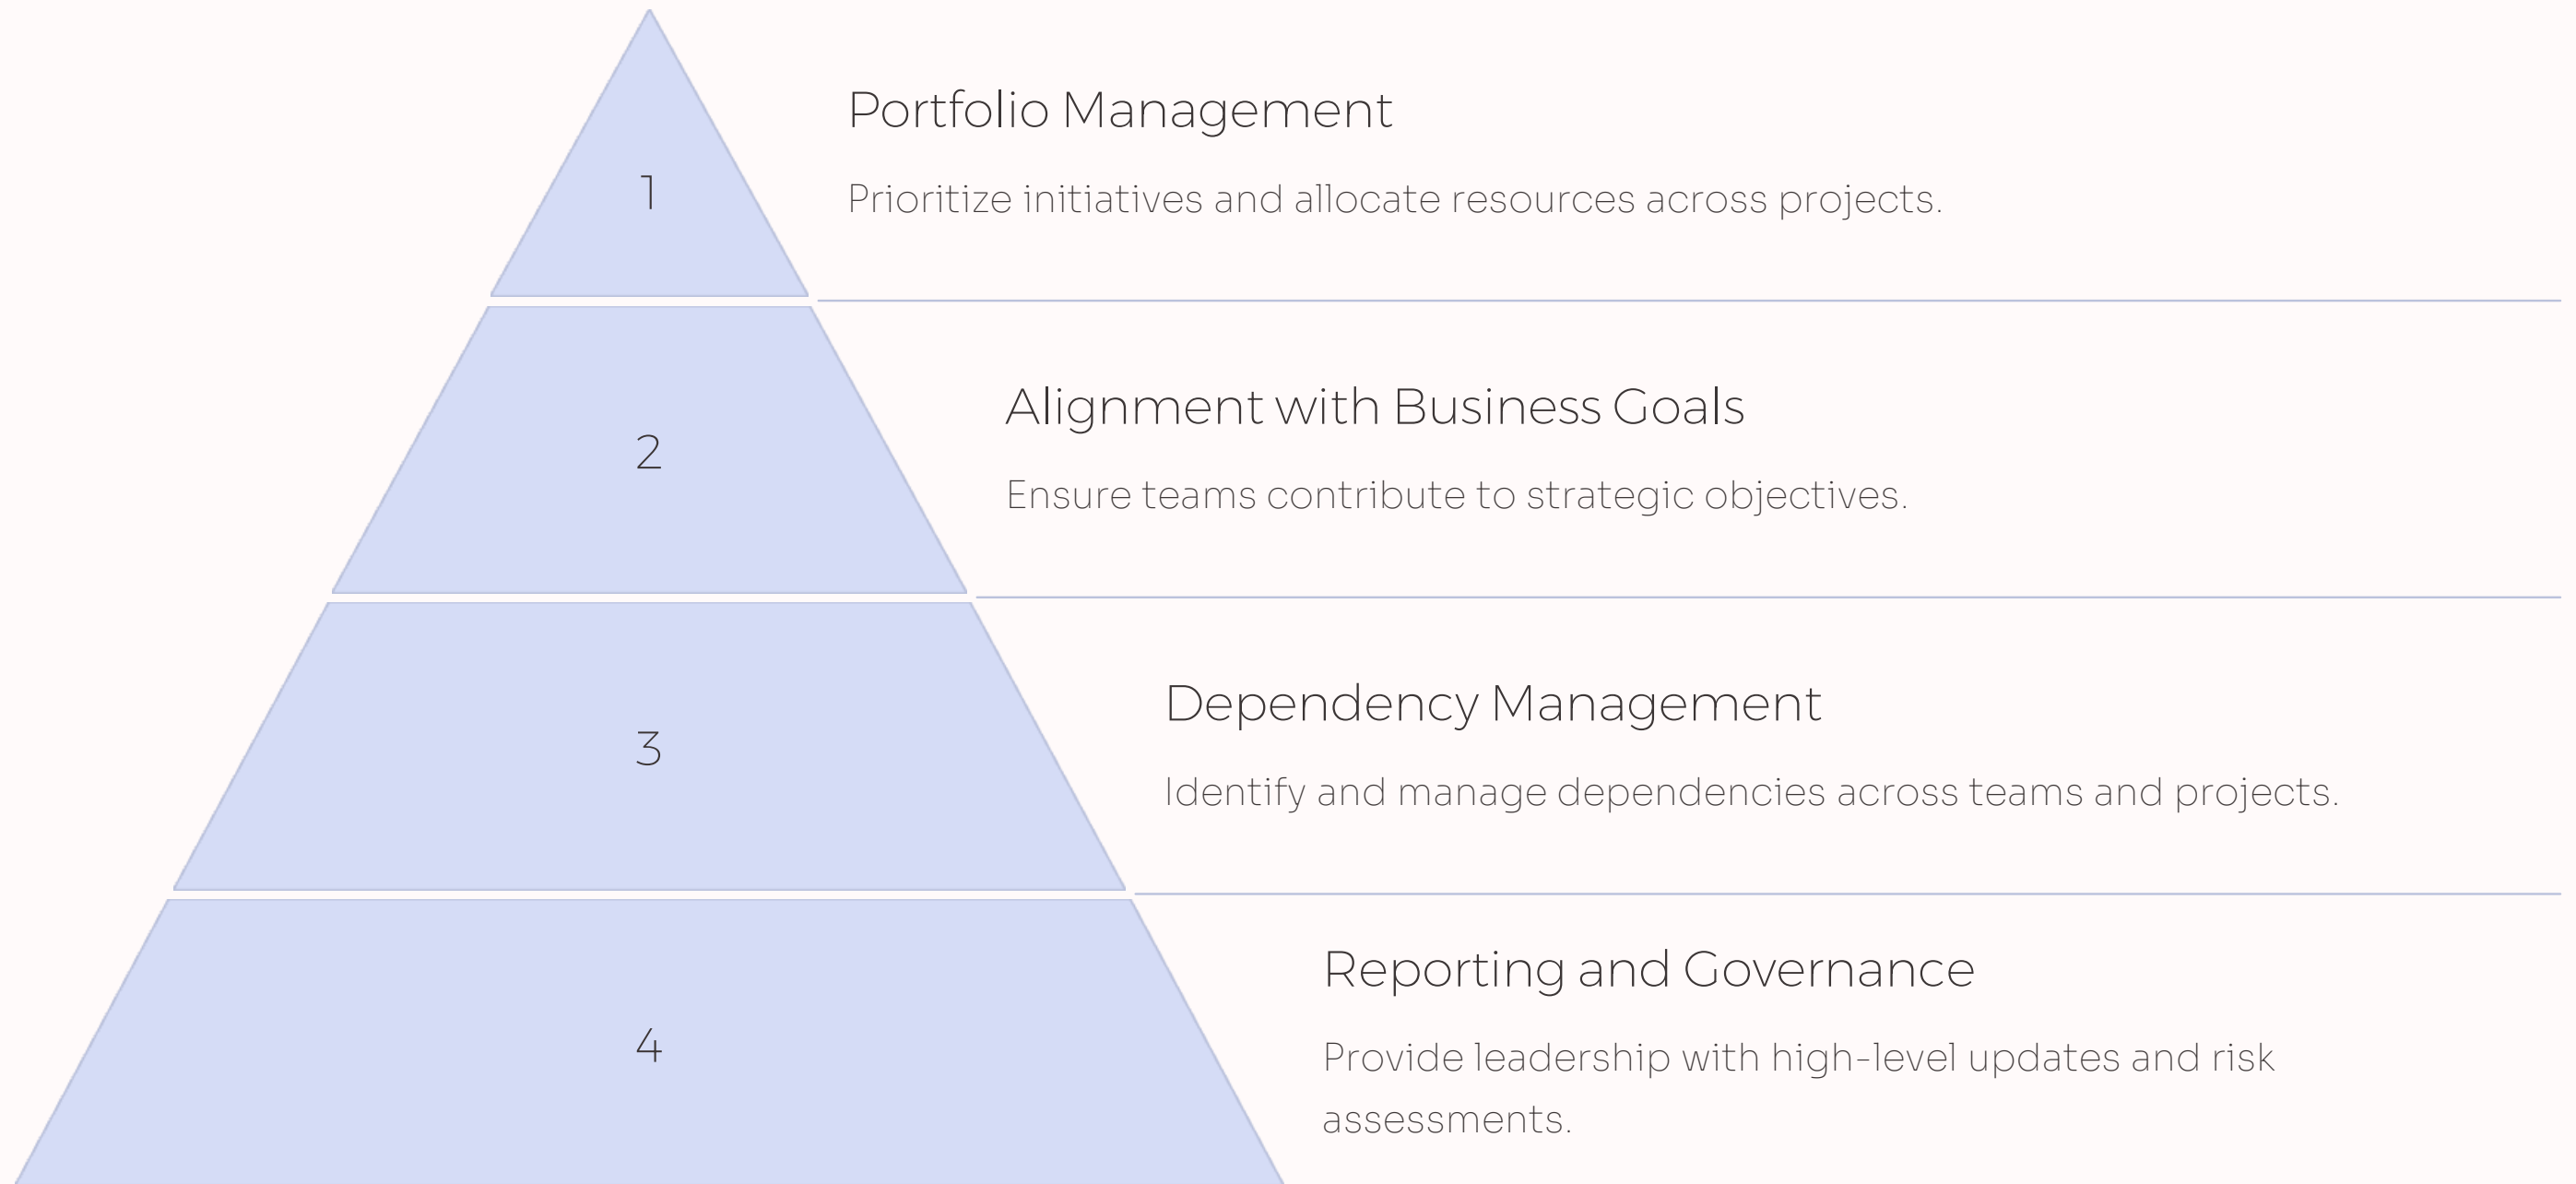 1
Portfolio Management
Prioritize initiatives and allocate resources across projects.
2
Alignment with Business Goals
Ensure teams contribute to strategic objectives.
3
Dependency Management
Identify and manage dependencies across teams and projects.
4
Reporting and Governance
Provide leadership with high-level updates and risk
assessments.